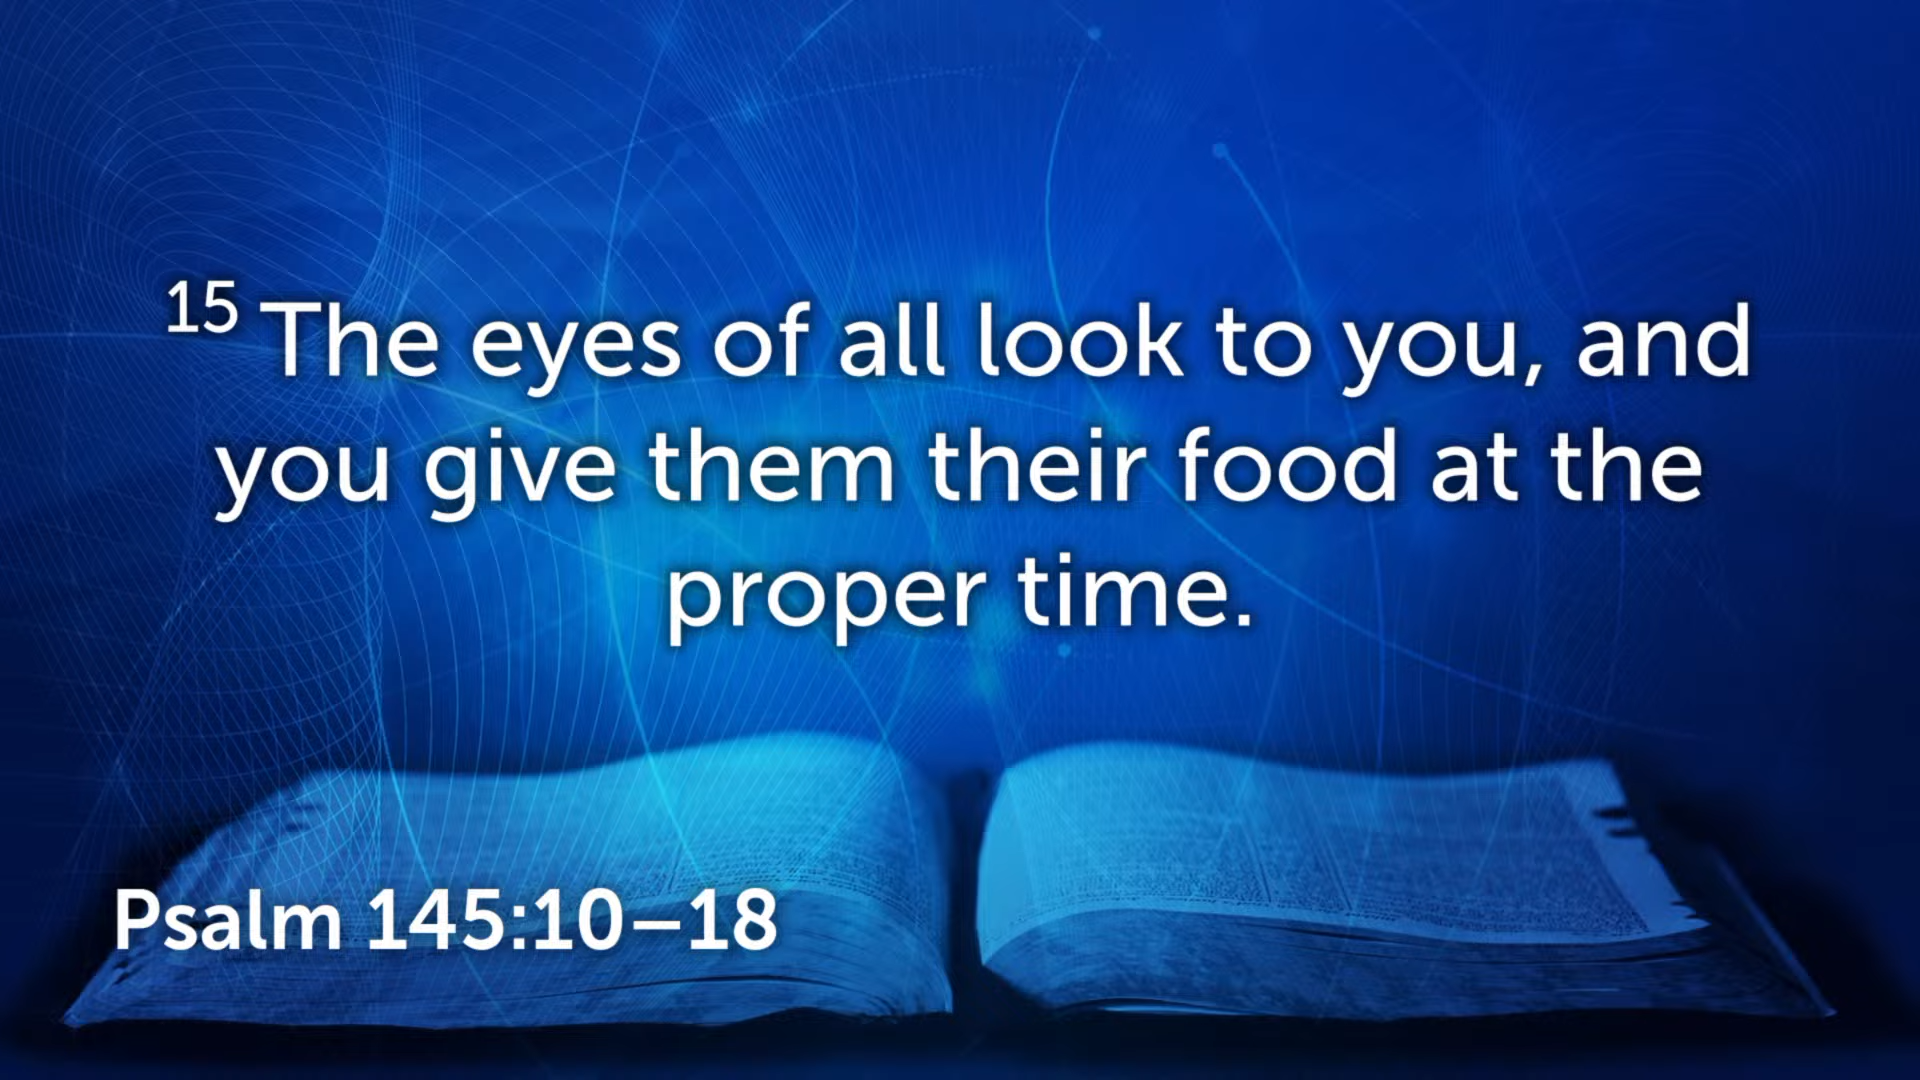 15 The eyes of all look to you, and
you give them their food at the
proper time.
Psalm 145:10–18